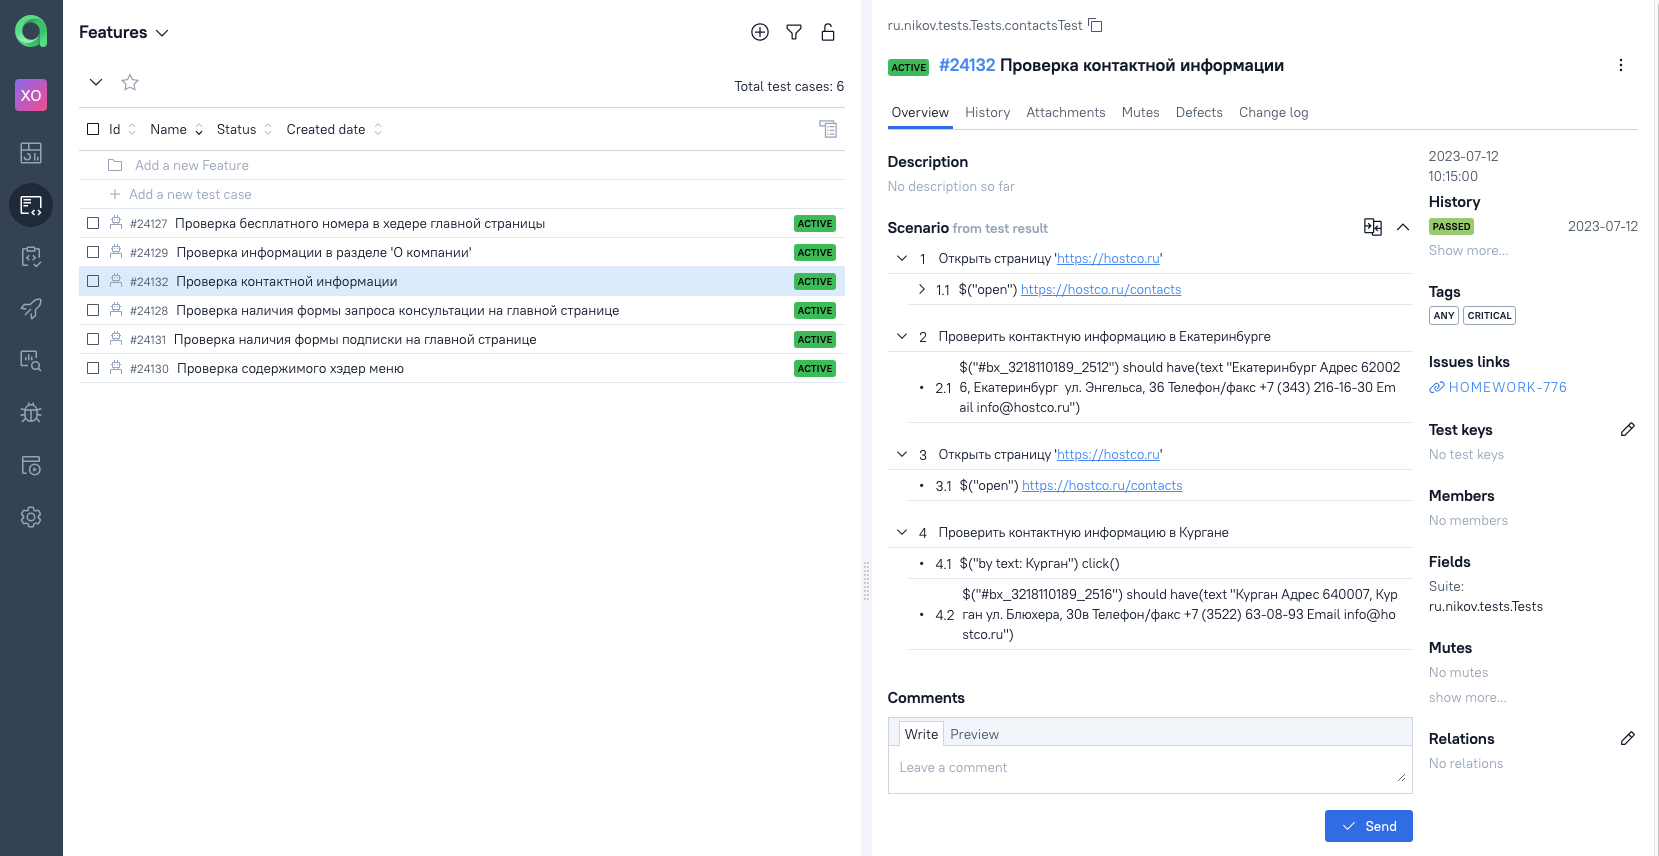 XO
Features
Total test cases: 6
Id Name Status Created date
Add a new Feature
Add a new test case
#24127 Проверка бесплатного номера в хедере главной страницы ACTIVE
#24129 Проверка информации в разделе 'О компании' ACTIVE
#24132 Проверка контактной информации ACTIVE
#24128 Проверка наличия формы запроса консультации на главной странице ACTIVE
#24131 Проверка наличия формы подписки на главной странице ACTIVE
#24130 Проверка содержимого хэдер меню ACTIVE
ru.nikov.tests.Tests.contactsTest
ACTIVE #24132 Проверка контактной информации
Overview History Attachments Mutes Defects Change log
Description
No description so far
Scenario from test result
1 Открыть страницу 'https://hostco.ru'
1.1 $("open") https://hostco.ru/contacts
2 Проверить контактную информацию в Екатеринбурге
$("#bx_3218110189_2512") should have(text "Екатеринбург Адрес 62002
2.1 6, Екатеринбург ул. Энгельса, 36 Телефон/факс +7 (343) 216-16-30 Em
ail info@hostco.ru")
3 Открыть страницу 'https://hostco.ru'
3.1 $("open") https://hostco.ru/contacts
4 Проверить контактную информацию в Кургане
4.1 $("by text: Курган") click()
$("#bx_3218110189_2516") should have(text "Курган Адрес 640007, Кур
4.2 ган ул. Блюхера, 30в Телефон/факс +7 (3522) 63-08-93 Email info@ho
stco.ru")
Comments
Write Preview
Leave a comment
Send
2023-07-12
10:15:00
History
PASSED 2023-07-12
Show more...
Tags
ANY CRITICAL
Issues links
HOMEWORK-776
Test keys
No test keys
Members
No members
Fields
Suite:
ru.nikov.tests.Tests
Mutes
No mutes
show more...
Relations
No relations